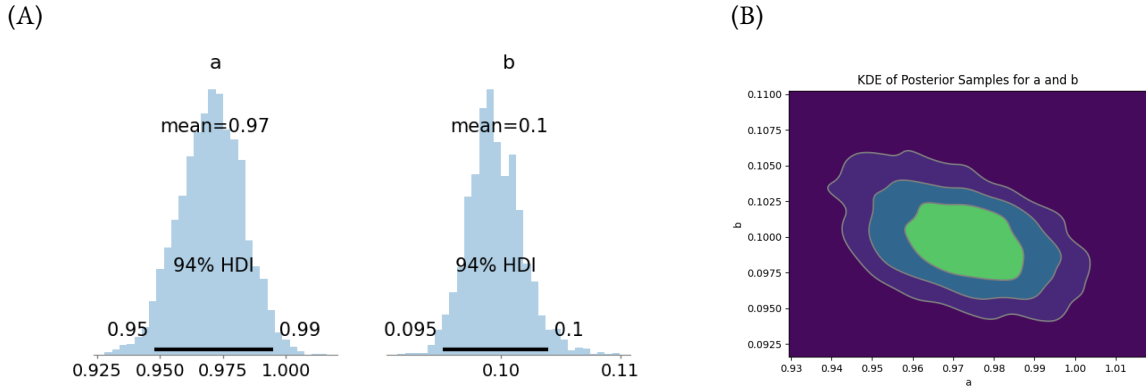 (A)
a
mean=0.97
94% HDI
0.95
0.99
0.925 0.950 0.975 1.000
b
mean=0.1
94% HDI
0.095
0.1
0.10 0.11
(B)
KDE of Posterior Samples for a and b
0.1100
0.1075
0.1050
0.1025
0.1000
0.0975
0.0950
0.0925
b
0.93 0.94 0.95 0.96 0.97 0.98 0.99 1.00 1.01
a